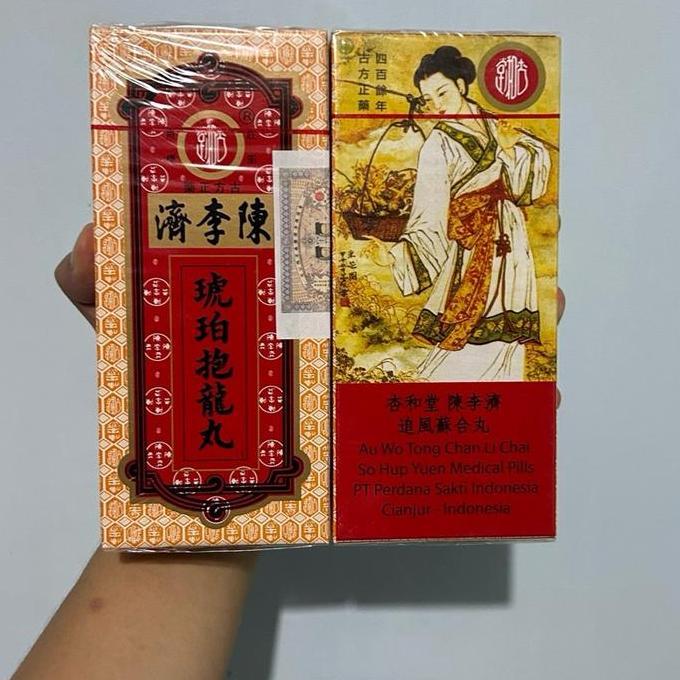 陳李濟
琥珀抱龍丸
®
四百餘年
古方正藥
杏和堂 陳李濟
追風蘇合丸
Au Wo Tong Chan Li Chai
So Hup Yuen Medical Pills
PT Perdana Sakti Indonesia
Cianjur - Indonesia